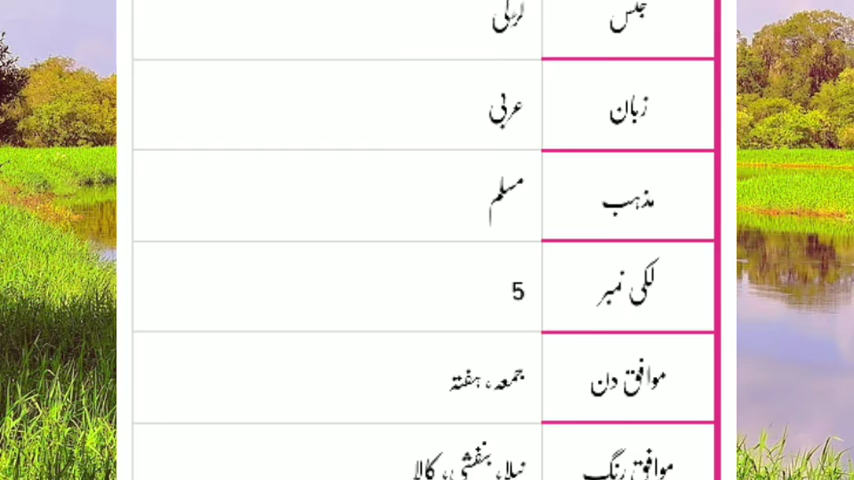 جنس لڑکی
زبان عربی
مذہب مسلم
لکی نمبر 5
موافق دن جمعہ، ہفتہ
موافق رنگ نیلا، بنفشی، کالا